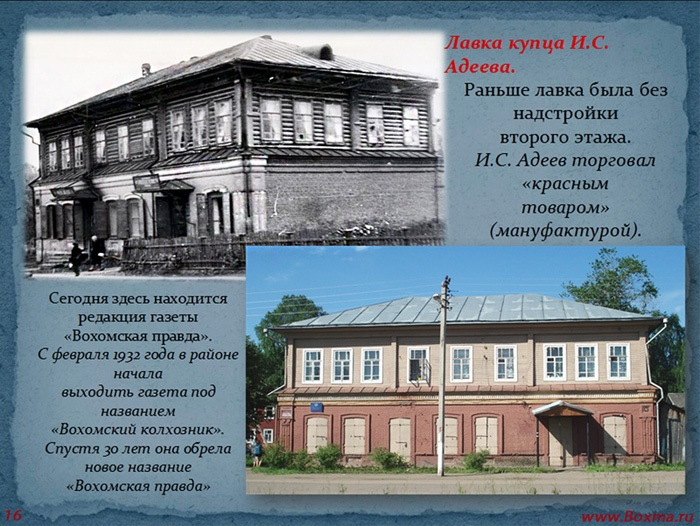 Лавка купца И.С.
Адеева.
Раньше лавка была без
надстройки
второго этажа.
И.С. Адеев торговал
«красным
товаром»
(мануфактурой).
Сегодня здесь находится
редакция газеты
«Вохомская правда».
С февраля 1932 года в районе
начала
выходить газета под
названием
«Вохомский колхозник».
Спустя 30 лет она обрела
новое название
«Вохомская правда»
16
www.Boxma.ru